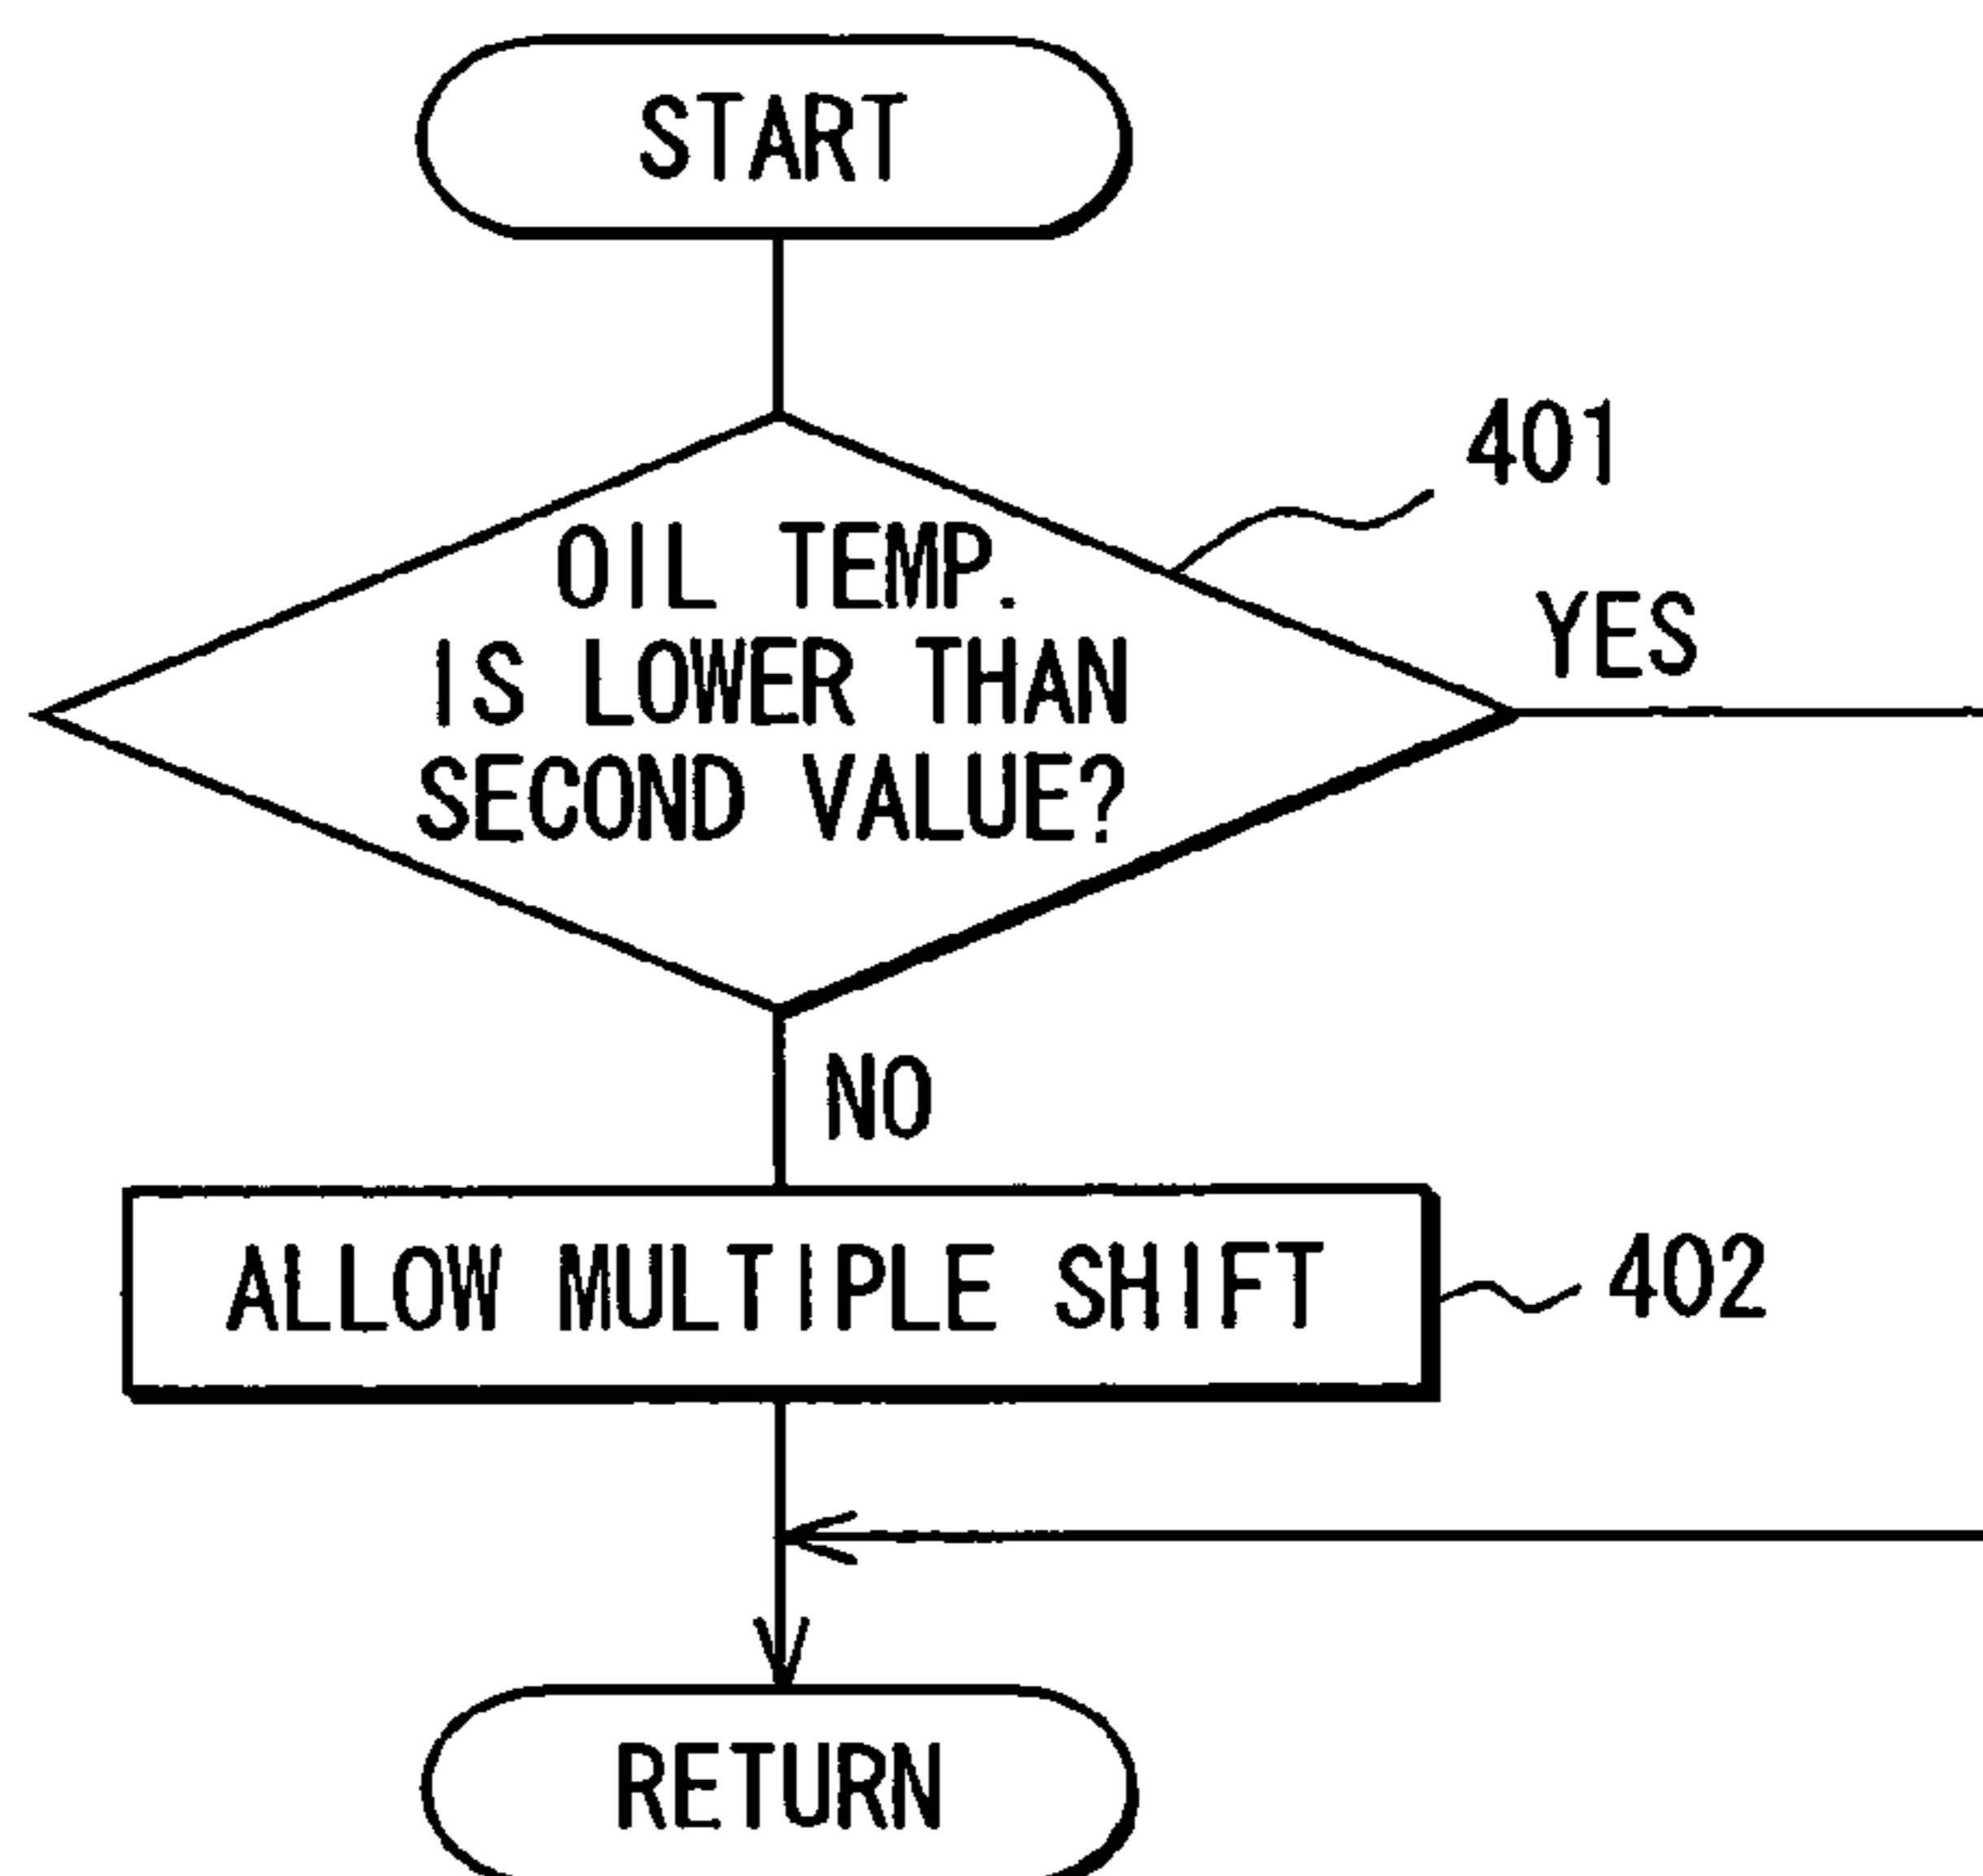 START
401
OIL TEMP.
IS LOWER THAN
SECOND VALUE?
YES
NO
ALLOW MULTIPLE SHIFT
402
RETURN